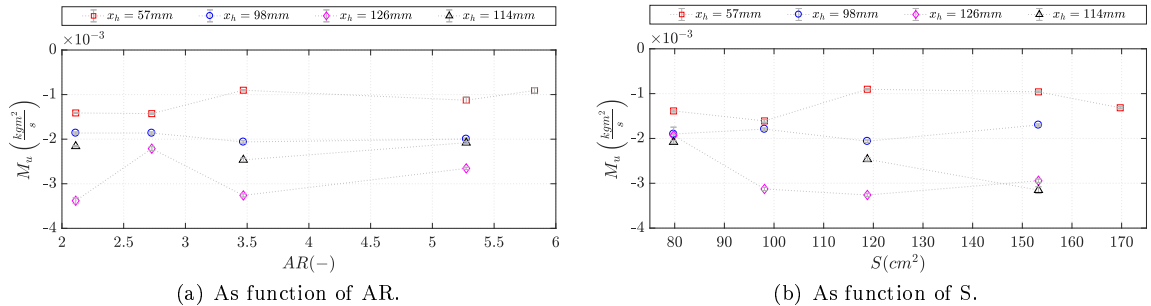 x_h = 57mm x_h = 98mm x_h = 126mm x_h = 114mm
×10^{-3}
0
-1
-2
-3
-4
M_u (kgm^2/s)
2 2.5 3 3.5 4 4.5 5 5.5 6
AR(−)
(a) As function of AR.
x_h = 57mm x_h = 98mm x_h = 126mm x_h = 114mm
×10^{-3}
0
-1
-2
-3
-4
M_u (kgm^2/s)
80 90 100 110 120 130 140 150 160 170
S(cm^2)
(b) As function of S.